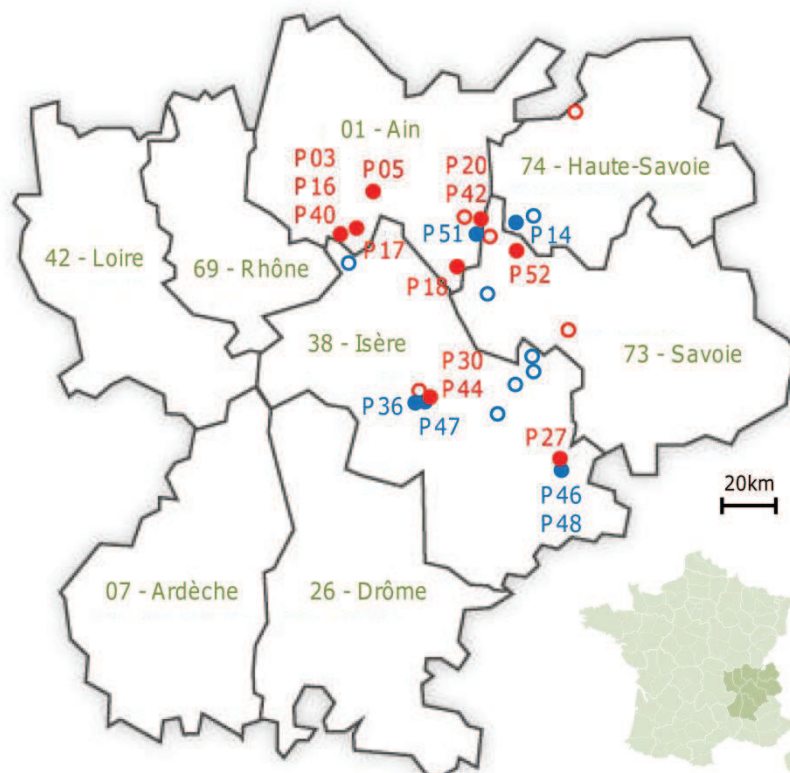 01 - Ain
P03
P16
P40
P05
P17
P20
P42
P51
P18
74 - Haute-Savoie
P14
P52
42 - Loire
69 - Rhône
38 - Isère
73 - Savoie
P30
P44
P36
P47
P27
P46
P48
20km
07 - Ardèche
26 - Drôme